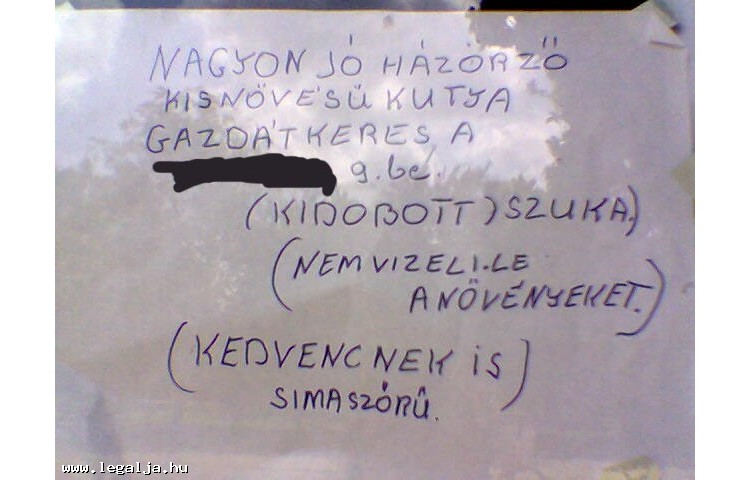 NAGYON JÓ HÁZŐRZŐ
KISNÖVÉSŰ KUTYA
GAZDÁT KERES, A
9. be.
(KIDOBOTT) SZUKA,)
(NEM VIZELI.LE
A NÖVÉNYEKET.)
(KEDVENCNEK IS)
SIMASZŐRŰ.
www.legalja.hu